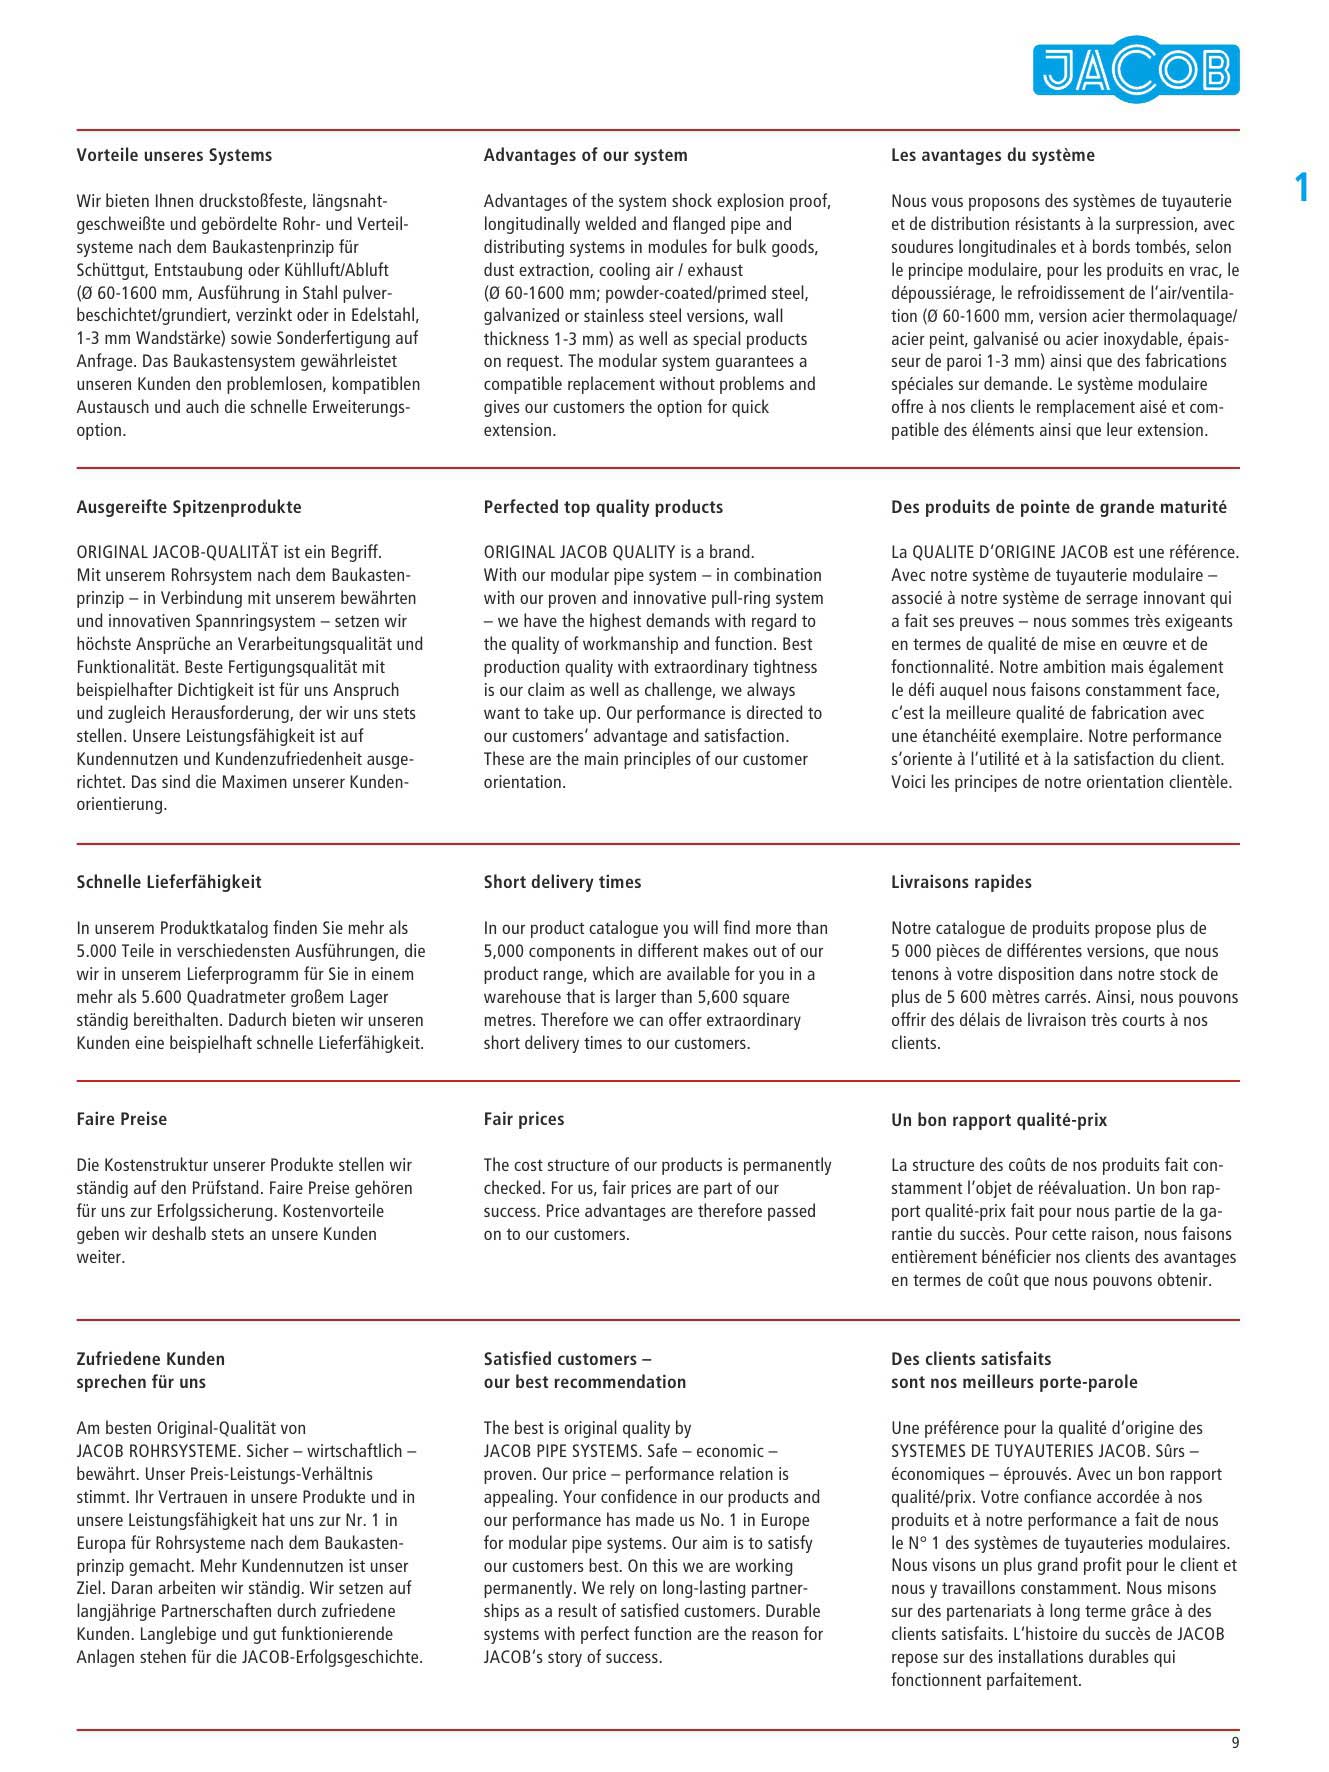 JACOB
1
Vorteile unseres Systems
Wir bieten Ihnen druckstoßfeste, längsnaht-
geschweißte und gebördelte Rohr- und Verteil-
systeme nach dem Baukastenprinzip für
Schüttgut, Entstaubung oder Kühlluft/Abluft
(Ø 60-1600 mm, Ausführung in Stahl pulver-
beschichtet/grundiert, verzinkt oder in Edelstahl,
1-3 mm Wandstärke) sowie Sonderfertigung auf
Anfrage. Das Baukastensystem gewährleistet
unseren Kunden den problemlosen, kompatiblen
Austausch und auch die schnelle Erweiterungs-
option.
Advantages of our system
Advantages of the system shock explosion proof,
longitudinally welded and flanged pipe and
distributing systems in modules for bulk goods,
dust extraction, cooling air / exhaust
(Ø 60-1600 mm; powder-coated/primed steel,
galvanized or stainless steel versions, wall
thickness 1-3 mm) as well as special products
on request. The modular system guarantees a
compatible replacement without problems and
gives our customers the option for quick
extension.
Les avantages du système
Nous vous proposons des systèmes de tuyauterie
et de distribution résistants à la surpression, avec
soudures longitudinales et à bords tombés, selon
le principe modulaire, pour les produits en vrac, le
dépoussiérage, le refroidissement de l’air/ventila-
tion (Ø 60-1600 mm, version acier thermolaquage/
acier peint, galvanisé ou acier inoxydable, épais-
seur de paroi 1-3 mm) ainsi que des fabrications
spéciales sur demande. Le système modulaire
offre à nos clients le remplacement aisé et com-
patible des éléments ainsi que leur extension.
Ausgereifte Spitzenprodukte
ORIGINAL JACOB-QUALITÄT ist ein Begriff.
Mit unserem Rohrsystem nach dem Baukasten-
prinzip – in Verbindung mit unserem bewährten
und innovativen Spannringsystem – setzen wir
höchste Ansprüche an Verarbeitungsqualität und
Funktionalität. Beste Fertigungsqualität mit
beispielhafter Dichtigkeit ist für uns Anspruch
und zugleich Herausforderung, der wir uns stets
stellen. Unsere Leistungsfähigkeit ist auf
Kundennutzen und Kundenzufriedenheit ausge-
richtet. Das sind die Maximen unserer Kunden-
orientierung.
Perfected top quality products
ORIGINAL JACOB QUALITY is a brand.
With our modular pipe system – in combination
with our proven and innovative pull-ring system
– we have the highest demands with regard to
the quality of workmanship and function. Best
production quality with extraordinary tightness
is our claim as well as challenge, we always
want to take up. Our performance is directed to
our customers’ advantage and satisfaction.
These are the main principles of our customer
orientation.
Des produits de pointe de grande maturité
La QUALITE D’ORIGINE JACOB est une référence.
Avec notre système de tuyauterie modulaire –
associé à notre système de serrage innovant qui
a fait ses preuves – nous sommes très exigeants
en termes de qualité de mise en œuvre et de
fonctionnalité. Notre ambition mais également
le défi auquel nous faisons constamment face,
c’est la meilleure qualité de fabrication avec
une étanchéité exemplaire. Notre performance
s’oriente à l’utilité et à la satisfaction du client.
Voici les principes de notre orientation clientèle.
Schnelle Lieferfähigkeit
In unserem Produktkatalog finden Sie mehr als
5.000 Teile in verschiedensten Ausführungen, die
wir in unserem Lieferprogramm für Sie in einem
mehr als 5.600 Quadratmeter großem Lager
ständig bereithalten. Dadurch bieten wir unseren
Kunden eine beispielhaft schnelle Lieferfähigkeit.
Short delivery times
In our product catalogue you will find more than
5,000 components in different makes out of our
product range, which are available for you in a
warehouse that is larger than 5,600 square
metres. Therefore we can offer extraordinary
short delivery times to our customers.
Livraisons rapides
Notre catalogue de produits propose plus de
5 000 pièces de différentes versions, que nous
tenons à votre disposition dans notre stock de
plus de 5 600 mètres carrés. Ainsi, nous pouvons
offrir des délais de livraison très courts à nos
clients.
Faire Preise
Die Kostenstruktur unserer Produkte stellen wir
ständig auf den Prüfstand. Faire Preise gehören
für uns zur Erfolgssicherung. Kostenvorteile
geben wir deshalb stets an unsere Kunden
weiter.
Fair prices
The cost structure of our products is permanently
checked. For us, fair prices are part of our
success. Price advantages are therefore passed
on to our customers.
Un bon rapport qualité-prix
La structure des coûts de nos produits fait con-
stamment l’objet de réévaluation. Un bon rap-
port qualité-prix fait pour nous partie de la ga-
rantie du succès. Pour cette raison, nous faisons
entièrement bénéficier nos clients des avantages
en termes de coût que nous pouvons obtenir.
Zufriedene Kunden
sprechen für uns
Am besten Original-Qualität von
JACOB ROHRSYSTEME. Sicher – wirtschaftlich –
bewährt. Unser Preis-Leistungs-Verhältnis
stimmt. Ihr Vertrauen in unsere Produkte und in
unsere Leistungsfähigkeit hat uns zur Nr. 1 in
Europa für Rohrsysteme nach dem Baukasten-
prinzip gemacht. Mehr Kundennutzen ist unser
Ziel. Daran arbeiten wir ständig. Wir setzen auf
langjährige Partnerschaften durch zufriedene
Kunden. Langlebige und gut funktionierende
Anlagen stehen für die JACOB-Erfolgsgeschichte.
Satisfied customers –
our best recommendation
The best is original quality by
JACOB PIPE SYSTEMS. Safe – economic –
proven. Our price – performance relation is
appealing. Your confidence in our products and
our performance has made us No. 1 in Europe
for modular pipe systems. Our aim is to satisfy
our customers best. On this we are working
permanently. We rely on long-lasting partner-
ships as a result of satisfied customers. Durable
systems with perfect function are the reason for
JACOB’s story of success.
Des clients satisfaits
sont nos meilleurs porte-parole
Une préférence pour la qualité d’origine des
SYSTEMES DE TUYAUTERIES JACOB. Sûrs –
économiques – éprouvés. Avec un bon rapport
qualité/prix. Votre confiance accordée à nos
produits et à notre performance a fait de nous
le N° 1 des systèmes de tuyauteries modulaires.
Nous visons un plus grand profit pour le client et
nous y travaillons constamment. Nous misons
sur des partenariats à long terme grâce à des
clients satisfaits. L’histoire du succès de JACOB
repose sur des installations durables qui
fonctionnent parfaitement.
9